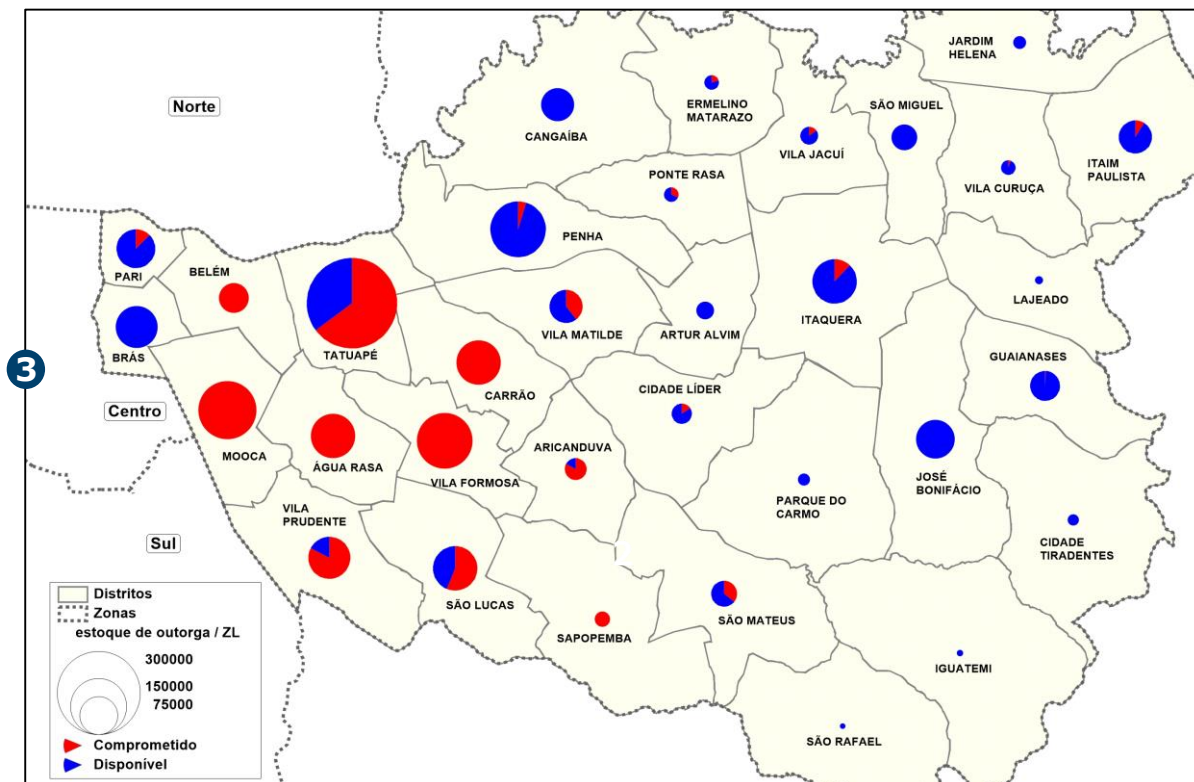 JARDIM
HELENA
Norte
ERMELINO
MATARAZO
SÃO MIGUEL
CANGAÍBA
VILA JACUÍ
ITAIM
PAULISTA
PONTE RASA
VILA CURUÇA
PENHA
PARI
BELÉM
LAJEADO
BRÁS
TATUAPÉ
VILA MATILDE
ARTUR ALVIM
ITAQUERA
GUAIANASES
3
CARRÃO
CIDADE LÍDER
Centro
MOOCA
ÁGUA RASA
VILA FORMOSA
ARICANDUVA
JOSÉ
BONIFÁCIO
PARQUE DO
CARMO
VILA
PRUDENTE
Sul
CIDADE
TIRADENTES
SÃO LUCAS
SÃO MATEUS
SAPOPEMBA
IGUATEMI
SÃO RAFAEL
Distritos
Zonas
estoque de outorga / ZL
300000
150000
75000
Comprometido
Disponível